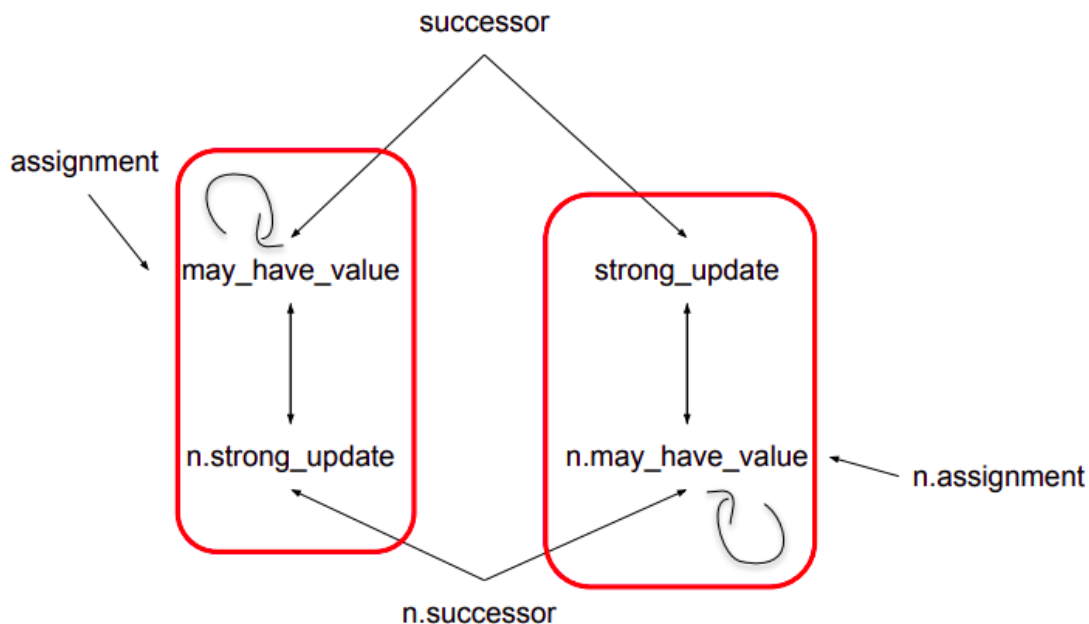 successor
assignment
may_have_value
strong_update
n.strong_update
n.may_have_value
n.assignment
n.successor